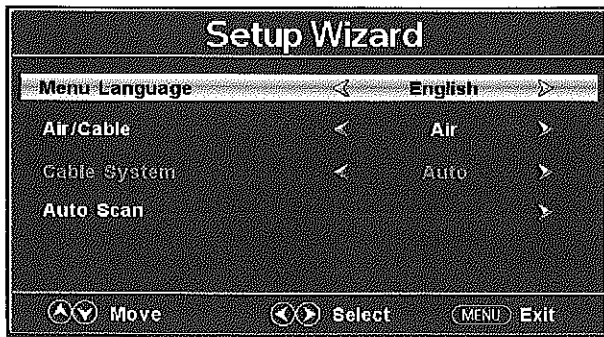 Setup Wizard
Menu Language English
Air/Cable Air
Cable System Auto
Auto Scan
Move Select MENU Exit